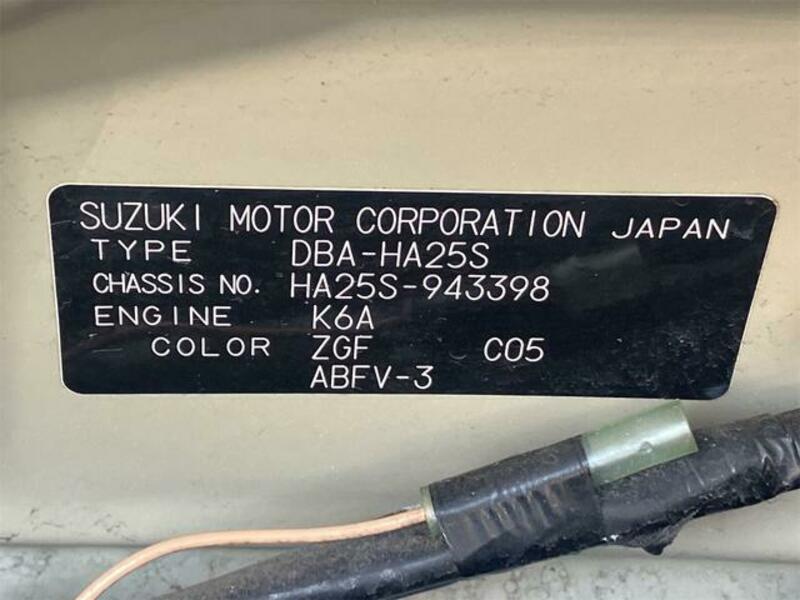 SUZUKI MOTOR CORPORATION JAPAN
TYPE DBA-HA25S
CHASSIS NO. HA25S-943398
ENGINE K6A
COLOR ZGF C05
ABFV-3